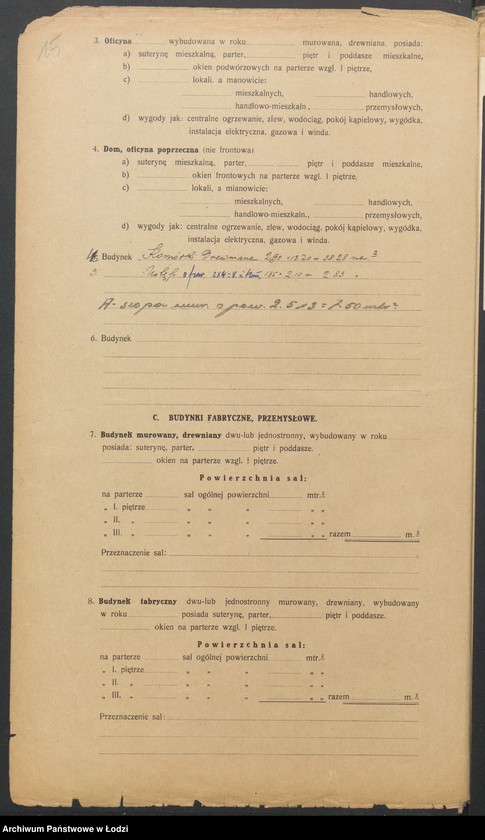 15
3. Oficyna wybudowana w roku murowana, drewniana, posiada:
a) suterynę mieszkalną, parter, piętr i poddasze mieszkalne,
b) okien podwórzowych na parterze wzgl. I piętrze,
c) lokali, a manowicie:
mieszkalnych, handlowych,
handlowo-mieszkaln., przemysłowych,
d) wygody jak: centralne ogrzewanie, zlew, wodociąg, pokój kąpielowy, wygódka,
instalacja elektryczna, gazowa i winda.
4. Dom, oficyna poprzeczna (nie frontowa)
a) suterynę mieszkalną, parter, piętr i poddasze mieszkalne,
b) okien frontowych na parterze wzgl. I piętrze,
c) lokali, a mianowicie:
mieszkalnych, handlowych,
handlowo-mieszkaln., przemysłowych,
d) wygody jak: centralne ogrzewanie, zlew, wodociąg, pokój kąpielowy, wygódka,
instalacja elektryczna, gazowa i winda.
Budynek Komórki drewniane
3
A- szopa o pow. 2.5 x 3 =
6. Budynek
C. BUDYNKI FABRYCZNE, PRZEMYSŁOWE.
7. Budynek murowany, drewniany dwu-lub jednostronny, wybudowany w roku
posiada: suterynę, parter, piętr i poddasze.
okien na parterze wzgl. I piętrze.
Powierzchnia sal:
na parterze sal ogólnej powierzchni mtr.²
„ I. piętrze „ „ „ „ „
„ II. „ „ „ „ „ „
„ III. „ „ „ „ „ „ razem m.²
Przeznaczenie sal:
8. Budynek fabryczny dwu-lub jednostronny murowany, drewniany, wybudowany
w roku posiada suterynę, parter, piętr i poddasze.
okien na parterze wzgl. I piętrze.
Powierzchnia sal:
na parterze sal ogólnej powierzchni mtr.²
„ I. piętrze „ „ „ „ „
„ II. „ „ „ „ „ „
„ III. „ „ „ „ „ „ razem m.²
Przeznaczenie sal:
Archiwum Państwowe w Łodzi